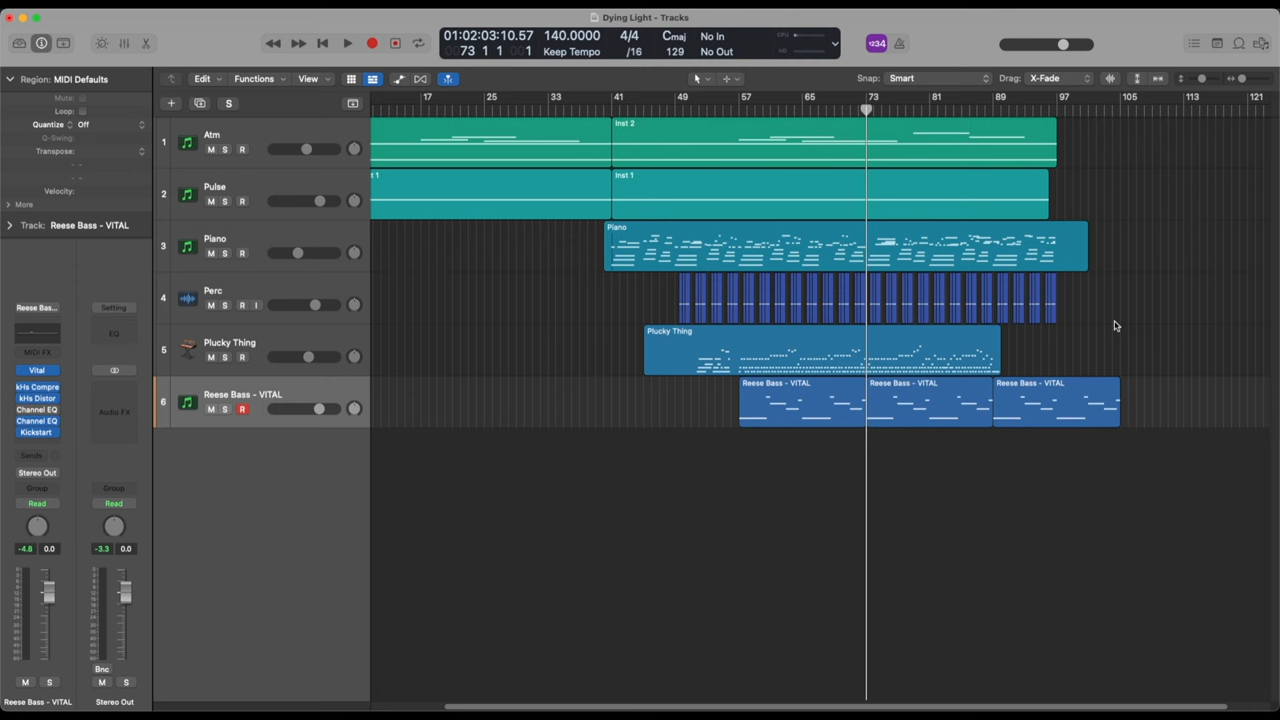 Dying Light - Tracks
01:02:03:10.57
73 1 1 1
140.0000
Keep Tempo
4/4
/16
Cmaj
129
No In
No Out
CPU
HD
1234
Region: MIDI Defaults
Edit
Functions
View
Snap: Smart
Drag: X-Fade
Mute:
Loop:
Quantize Off
Q-Swing:
Transpose:
Velocity:
More
Track: Reese Bass - VITAL
S
17 25 33 41 49 57 65 73 81 89 97 105 113 121
1 Atm
M S R
Inst 2
2 Pulse
M S R
t 1
Inst 1
3 Piano
M S R
Piano
4 Perc
M S R I
5 Plucky Thing
M S R
Plucky Thing
6 Reese Bass - VITAL
M S R
Reese Bass - VITAL
Reese Bass - VITAL
Reese Bass - VITAL
Reese Bas...
Setting
EQ
MIDI FX
Vital
kHs Compre
kHs Distor
Channel EQ
Channel EQ
Kickstart
Audio FX
Sends
Stereo Out
Group
Group
Read
Read
-4.8 0.0
-3.3 0.0
Bnc
M S
M S
Reese Bass - VITAL
Stereo Out